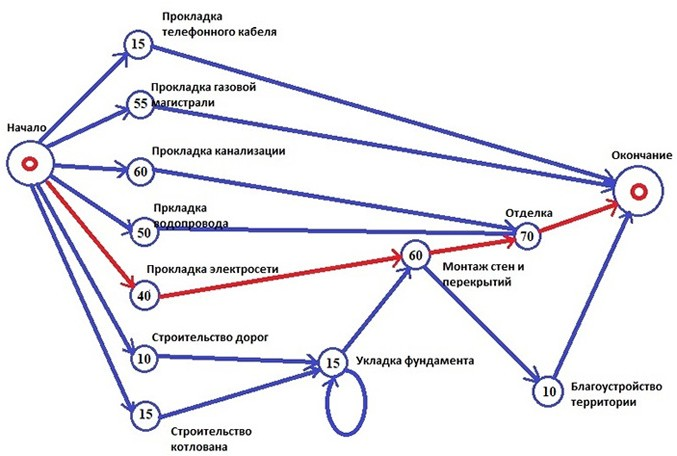 Прокладка
телефонного кабеля
15
Прокладка газовой
магистрали
55
Начало
Прокладка канализации
60
Окончание
Пркладка
водопровода
50
Отделка
70
Прокладка электросети
40
60
Монтаж стен и
перекрытий
Строительство дорог
10
15
Укладка фундамента
10
Благоустройство
территории
15
Строительство
котлована